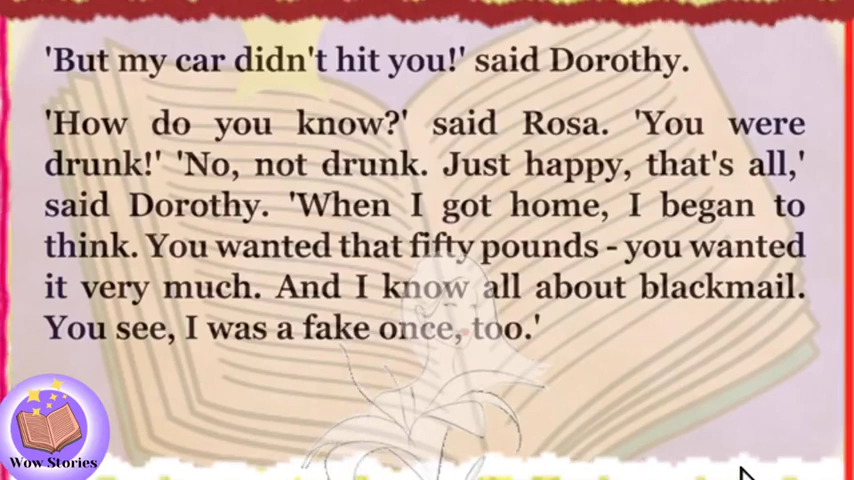 'But my car didn't hit you!' said Dorothy.
'How do you know?' said Rosa. 'You were
drunk!' 'No, not drunk. Just happy, that's all,'
said Dorothy. 'When I got home, I began to
think. You wanted that fifty pounds - you wanted
it very much. And I know all about blackmail.
You see, I was a fake once, too.'
Wow Stories